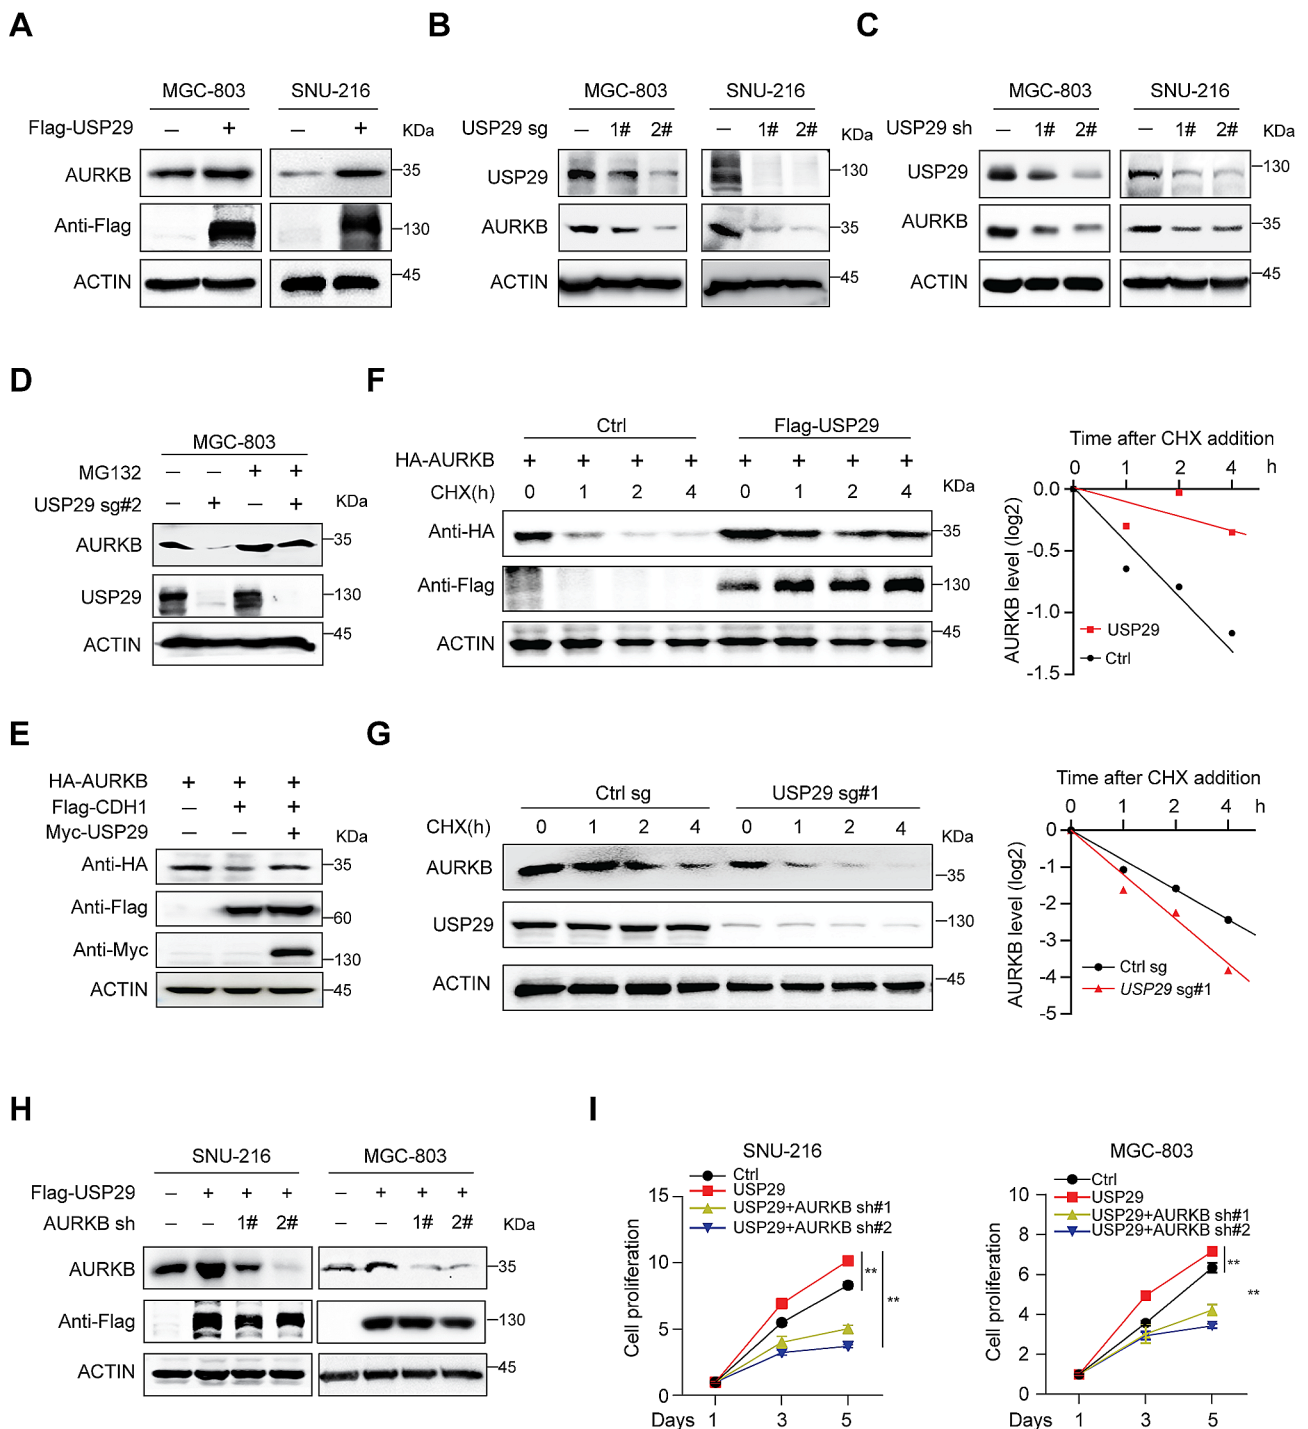 A
MGC-803 SNU-216
Flag-USP29 — + — + KDa
AURKB 35
Anti-Flag 130
ACTIN 45
B
MGC-803 SNU-216
USP29 sg — 1# 2# — 1# 2# KDa
USP29 130
AURKB 35
ACTIN 45
C
MGC-803 SNU-216
USP29 sh — 1# 2# — 1# 2# KDa
USP29 130
AURKB 35
ACTIN 45
D
MGC-803
MG132 — — + +
USP29 sg#2 — + — + KDa
AURKB 35
USP29 130
ACTIN 45
F
Ctrl Flag-USP29
HA-AURKB + + + + + + + +
CHX(h) 0 1 2 4 0 1 2 4 KDa
Anti-HA 35
Anti-Flag 130
ACTIN 45
Time after CHX addition
0 1 2 4 h
AURKB level (log2)
0.0
-0.5
-1.0
-1.5
USP29
Ctrl
E
HA-AURKB + + +
Flag-CDH1 — + +
Myc-USP29 — — + KDa
Anti-HA 35
Anti-Flag 60
Anti-Myc 130
ACTIN 45
G
Ctrl sg USP29 sg#1
CHX(h) 0 1 2 4 0 1 2 4 KDa
AURKB 35
USP29 130
ACTIN 45
Time after CHX addition
0 1 2 4 h
AURKB level (log2)
0
-1
-2
-3
-4
-5
Ctrl sg
USP29 sg#1
H
SNU-216 MGC-803
Flag-USP29 — + + + — + + +
AURKB sh — — 1# 2# — — 1# 2# KDa
AURKB 35
Anti-Flag 130
ACTIN 45
I
SNU-216
Ctrl
USP29
USP29+AURKB sh#1
USP29+AURKB sh#2
Cell proliferation
15
10
5
0
**
**
Days 1 3 5
MGC-803
Ctrl
USP29
USP29+AURKB sh#1
USP29+AURKB sh#2
Cell proliferation
10
8
6
4
2
0
**
**
Days 1 3 5